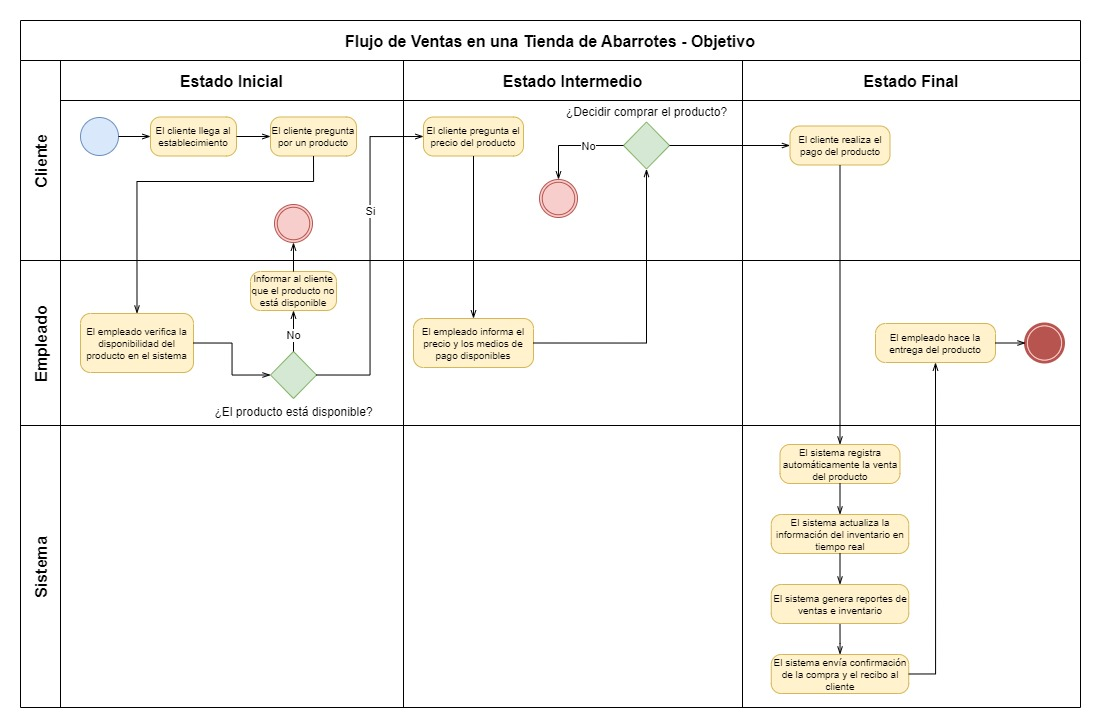 Flujo de Ventas en una Tienda de Abarrotes - Objetivo
Estado Inicial
Estado Intermedio
Estado Final
Cliente
El cliente llega al
establecimiento
El cliente pregunta
por un producto
Si
El cliente pregunta el
precio del producto
¿Decidir comprar el producto?
No
El cliente realiza el
pago del producto
Empleado
El empleado verifica la
disponibilidad del
producto en el sistema
Informar al cliente
que el producto no
está disponible
No
¿El producto está disponible?
El empleado informa el
precio y los medios de
pago disponibles
El empleado hace la
entrega del producto
Sistema
El sistema registra
automáticamente la venta
del producto
El sistema actualiza la
información del inventario en
tiempo real
El sistema genera reportes de
ventas e inventario
El sistema envía confirmación
de la compra y el recibo al
cliente